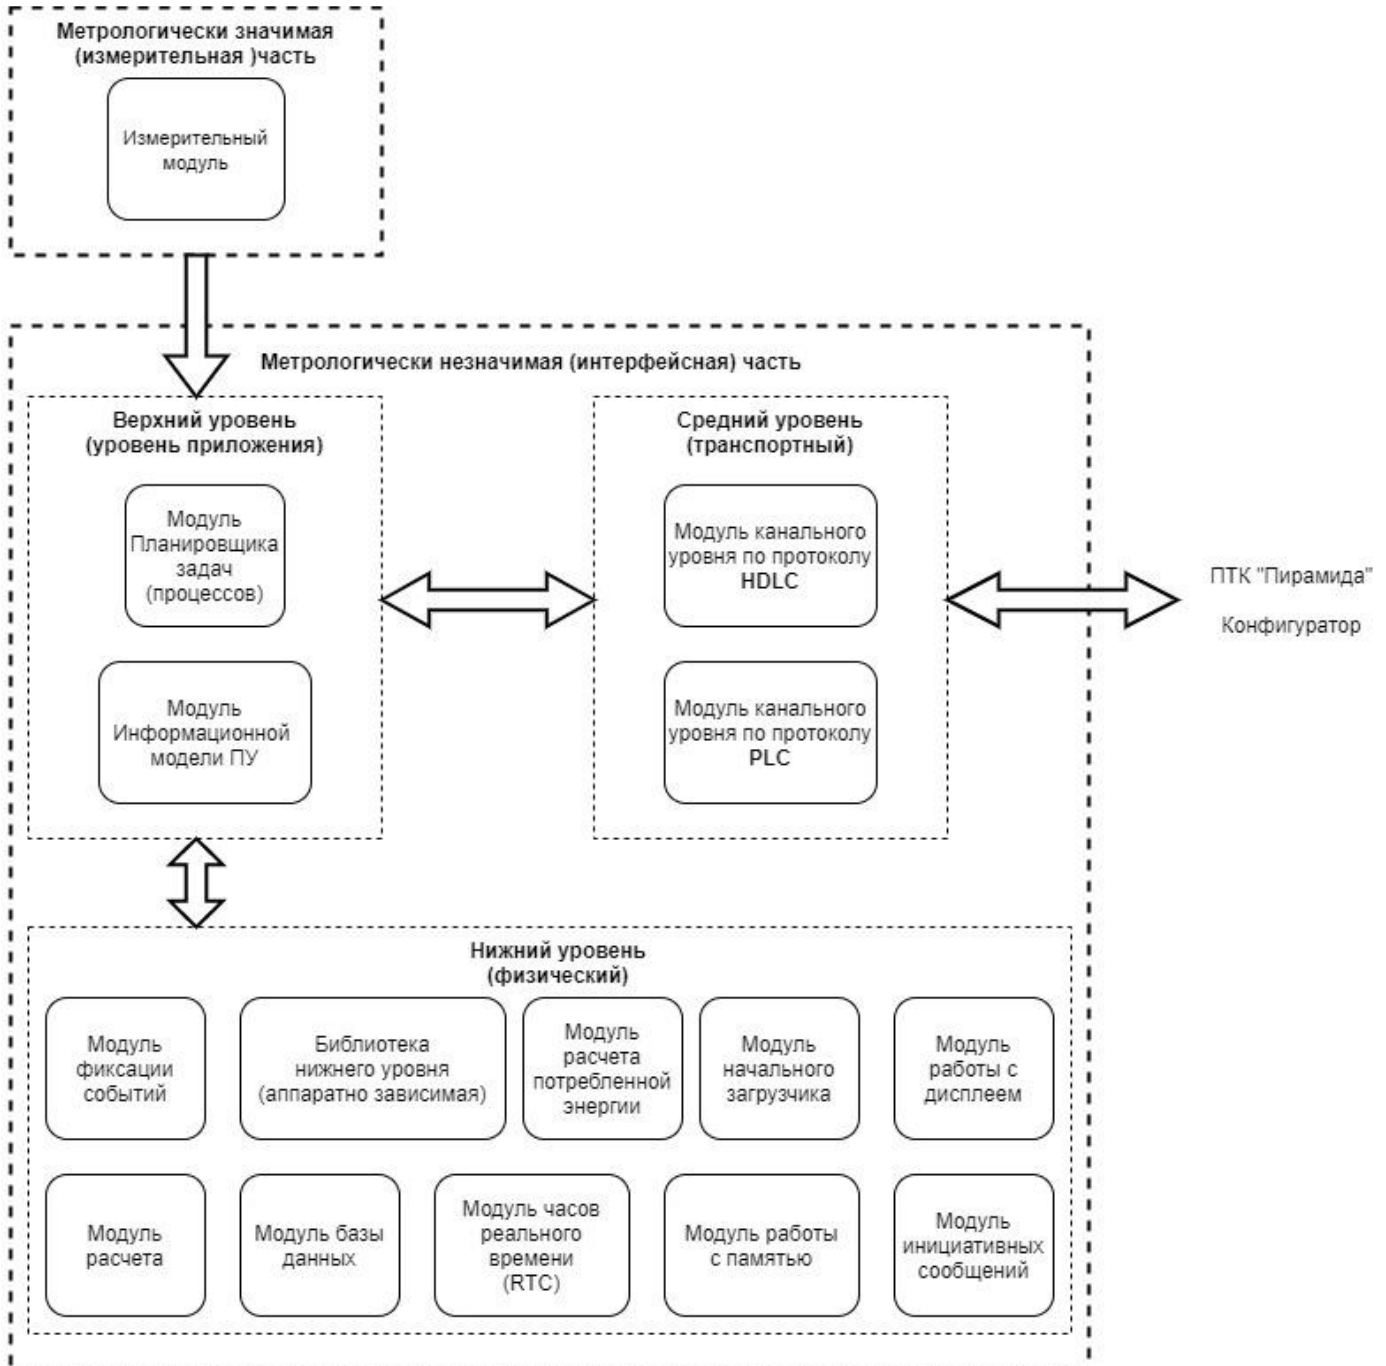 Метрологически значимая
(измерительная )часть
Измерительный
модуль
Метрологически незначимая (интерфейсная) часть
Верхний уровень
(уровень приложения)
Модуль
Планировщика
задач
(процессов)
Модуль
Информационной
модели ПУ
Средний уровень
(транспортный)
Модуль канального
уровня по протоколу
HDLC
Модуль канального
уровня по протоколу
PLC
ПТК "Пирамида"
Конфигуратор
Нижний уровень
(физический)
Модуль
фиксации
событий
Библиотека
нижнего уровня
(аппаратно зависимая)
Модуль
расчета
потребленной
энергии
Модуль
начального
загрузчика
Модуль
работы с
дисплеем
Модуль
расчета
Модуль базы
данных
Модуль часов
реального
времени
(RTC)
Модуль работы
с памятью
Модуль
инициативных
сообщений